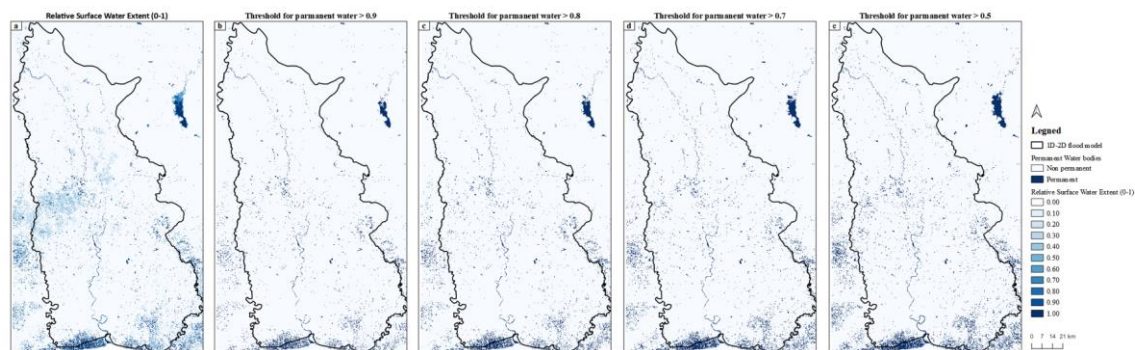 Relative Surface Water Extent (0-1)
Threshold for parmanent water > 0.9
Threshold for parmanent water > 0.8
Threshold for parmanent water > 0.7
Threshold for parmanent water > 0.5
a
b
c
d
e
Legned
1D-2D flood model
Permanent Water bodies
Non permanent
Permanent
Relative Surface Water Extent (0-1)
0.00
0.10
0.20
0.30
0.40
0.50
0.60
0.70
0.80
0.90
1.00
0 7 14 21 km